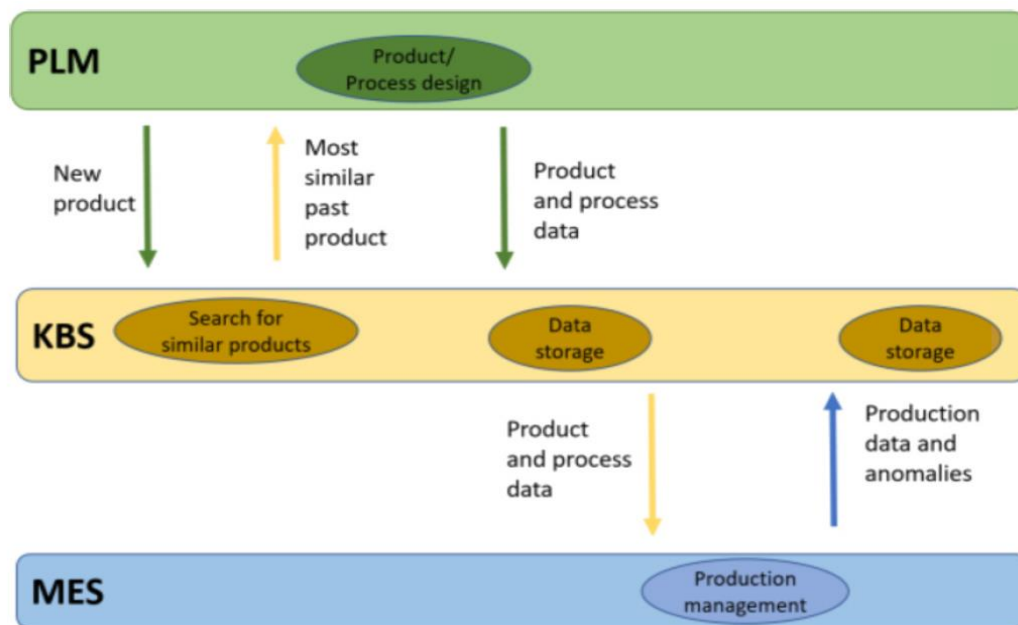 PLM
Product/
Process design
New
product
Most
similar
past
product
Product
and process
data
KBS
Search for
similar products
Data
storage
Data
storage
Product
and process
data
Production
data and
anomalies
MES
Production
management